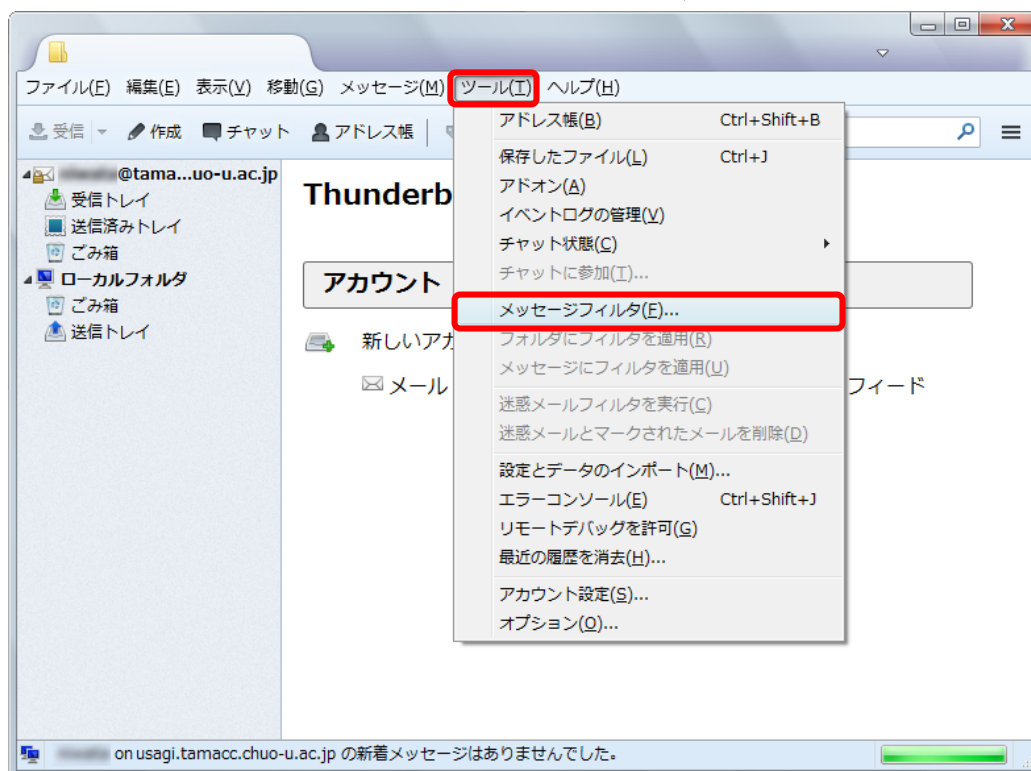 ファイル(F) 編集(E) 表示(V) 移動(G) メッセージ(M) ツール(T) ヘルプ(H)
受信 作成 チャット アドレス帳
@tama...uo-u.ac.jp
受信トレイ
送信済みトレイ
ごみ箱
ローカルフォルダ
ごみ箱
送信トレイ
Thunderb
アカウント
新しいアカ
メール
フィード
アドレス帳(B) Ctrl+Shift+B
保存したファイル(L) Ctrl+J
アドオン(A)
イベントログの管理(V)
チャット状態(C)
チャットに参加(T)...
メッセージフィルタ(F)...
フォルダにフィルタを適用(R)
メッセージにフィルタを適用(U)
迷惑メールフィルタを実行(C)
迷惑メールとマークされたメールを削除(D)
設定とデータのインポート(M)...
エラーコンソール(E) Ctrl+Shift+J
リモートデバッグを許可(G)
最近の履歴を消去(H)...
アカウント設定(S)...
オプション(O)...
on usagi.tamacc.chuo-u.ac.jp の新着メッセージはありませんでした。